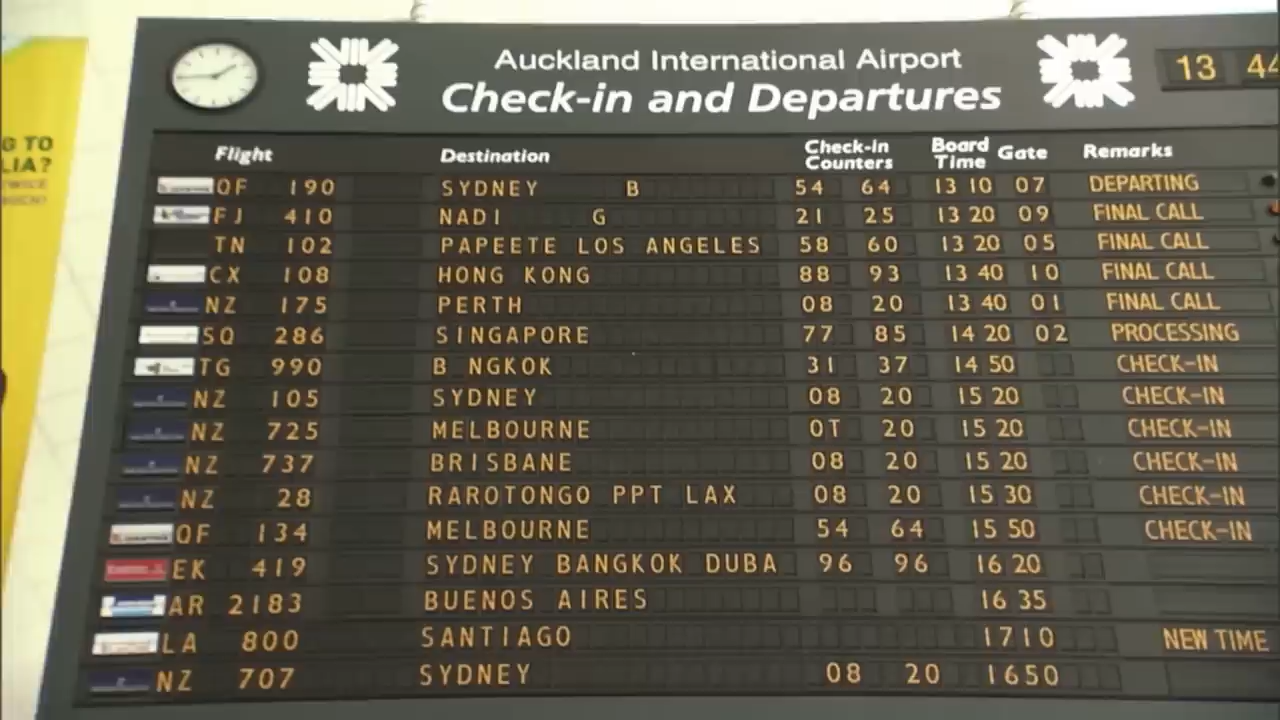 G TO
LIA?
Auckland International Airport
Check-in and Departures
13 44
Flight Destination Check-in Counters Board Time Gate Remarks
QF 190 SYDNEY B 54 64 13 10 07 DEPARTING
FJ 410 NADI G 21 25 13 20 09 FINAL CALL
TN 102 PAPEETE LOS ANGELES 58 60 13 20 05 FINAL CALL
CX 108 HONG KONG 88 93 13 40 10 FINAL CALL
NZ 175 PERTH 08 20 13 40 01 FINAL CALL
SQ 286 SINGAPORE 77 85 14 20 02 PROCESSING
TG 990 B NGKOK 31 37 14 50 CHECK-IN
NZ 105 SYDNEY 08 20 15 20 CHECK-IN
NZ 725 MELBOURNE 0T 20 15 20 CHECK-IN
NZ 737 BRISBANE 08 20 15 20 CHECK-IN
NZ 28 RAROTONGO PPT LAX 08 20 15 30 CHECK-IN
QF 134 MELBOURNE 54 64 15 50 CHECK-IN
EK 419 SYDNEY BANGKOK DUBA 96 96 16 20
AR 2183 BUENOS AIRES 16 35
LA 800 SANTIAGO 1710 NEW TIME
NZ 707 SYDNEY 08 20 1650